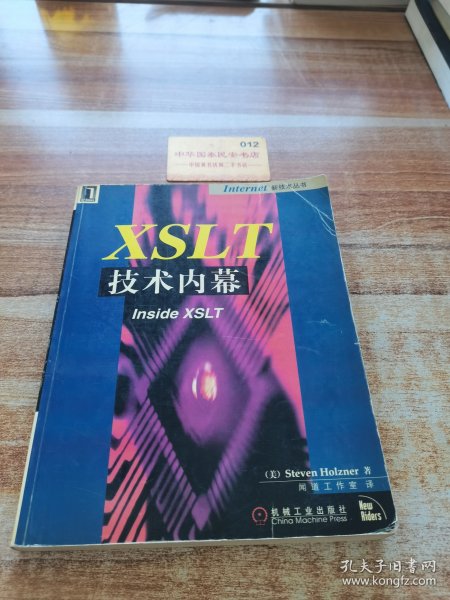 012
中华国泰民安书店
Internet 新技术丛书
XSLT
技术内幕
Inside XSLT
(美) Steven Holzner 著
闻道工作室 译
机械工业出版社
China Machine Press
New
Riders
孔夫子旧书网
www.kongfz.com